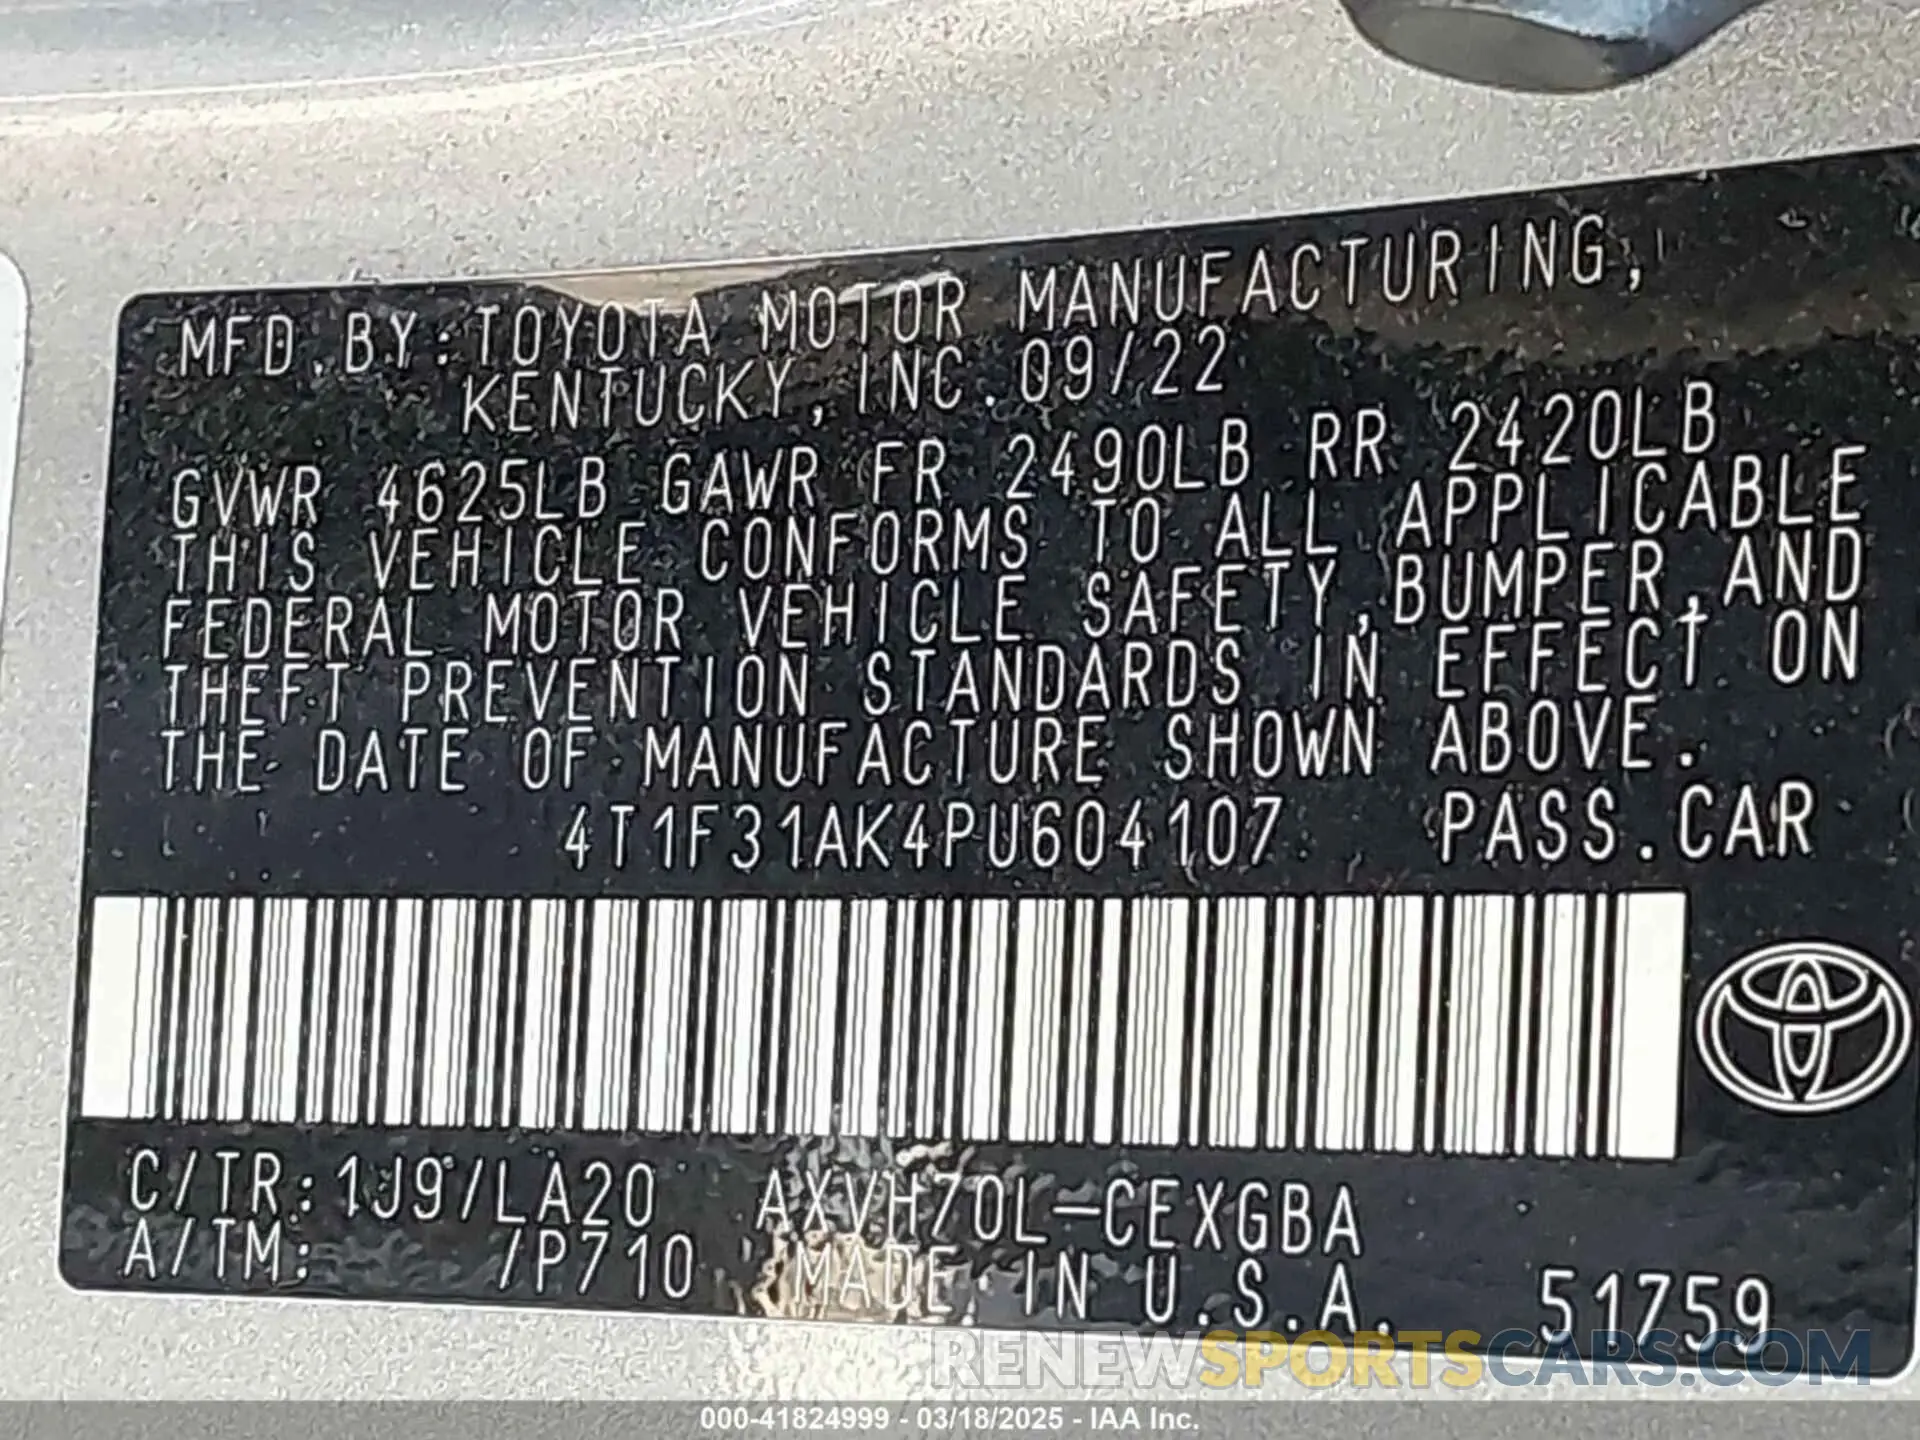 MFD.BY:TOYOTA MOTOR MANUFACTURING,
KENTUCKY, INC.09/22
GVWR 4625LB GAWR FR 2490LB RR 2420LB
THIS VEHICLE CONFORMS TO ALL APPLICABLE
FEDERAL MOTOR VEHICLE SAFETY,BUMPER,AND
THEFT PREVENTION STANDARDS IN EFFECT ON
THE DATE OF MANUFACTURE SHOWN ABOVE.
4T1F31AK4PU604107 PASS.CAR
C/TR:1J9/LA20 AXVH70L-CEXGBA
A/TM: /P710 MADE IN U.S.A. 51759
RENEWSPORTSCARS.COM
000-41824999 - 03/18/2025 - IAA Inc.